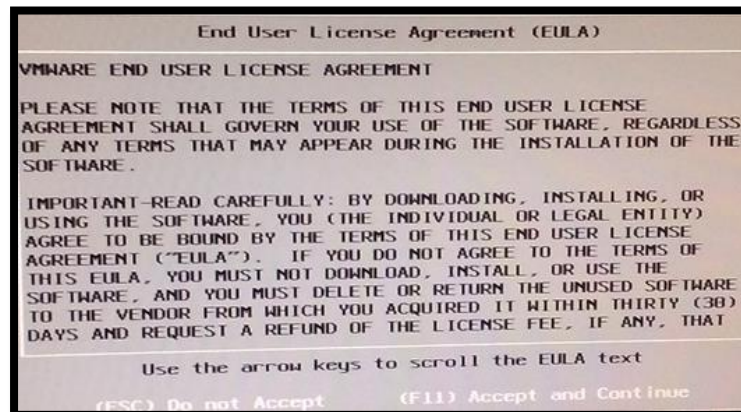 End User License Agreement (EULA)
VMWARE END USER LICENSE AGREEMENT
PLEASE NOTE THAT THE TERMS OF THIS END USER LICENSE
AGREEMENT SHALL GOVERN YOUR USE OF THE SOFTWARE, REGARDLESS
OF ANY TERMS THAT MAY APPEAR DURING THE INSTALLATION OF THE
SOFTWARE.
IMPORTANT-READ CAREFULLY: BY DOWNLOADING, INSTALLING, OR
USING THE SOFTWARE, YOU (THE INDIVIDUAL OR LEGAL ENTITY)
AGREE TO BE BOUND BY THE TERMS OF THIS END USER LICENSE
AGREEMENT ("EULA"). IF YOU DO NOT AGREE TO THE TERMS OF
THIS EULA, YOU MUST NOT DOWNLOAD, INSTALL, OR USE THE
SOFTWARE, AND YOU MUST DELETE OR RETURN THE UNUSED SOFTWARE
TO THE VENDOR FROM WHICH YOU ACQUIRED IT WITHIN THIRTY (30)
DAYS AND REQUEST A REFUND OF THE LICENSE FEE, IF ANY, THAT
Use the arrow keys to scroll the EULA text
(ESC) Do not Accept (F11) Accept and Continue